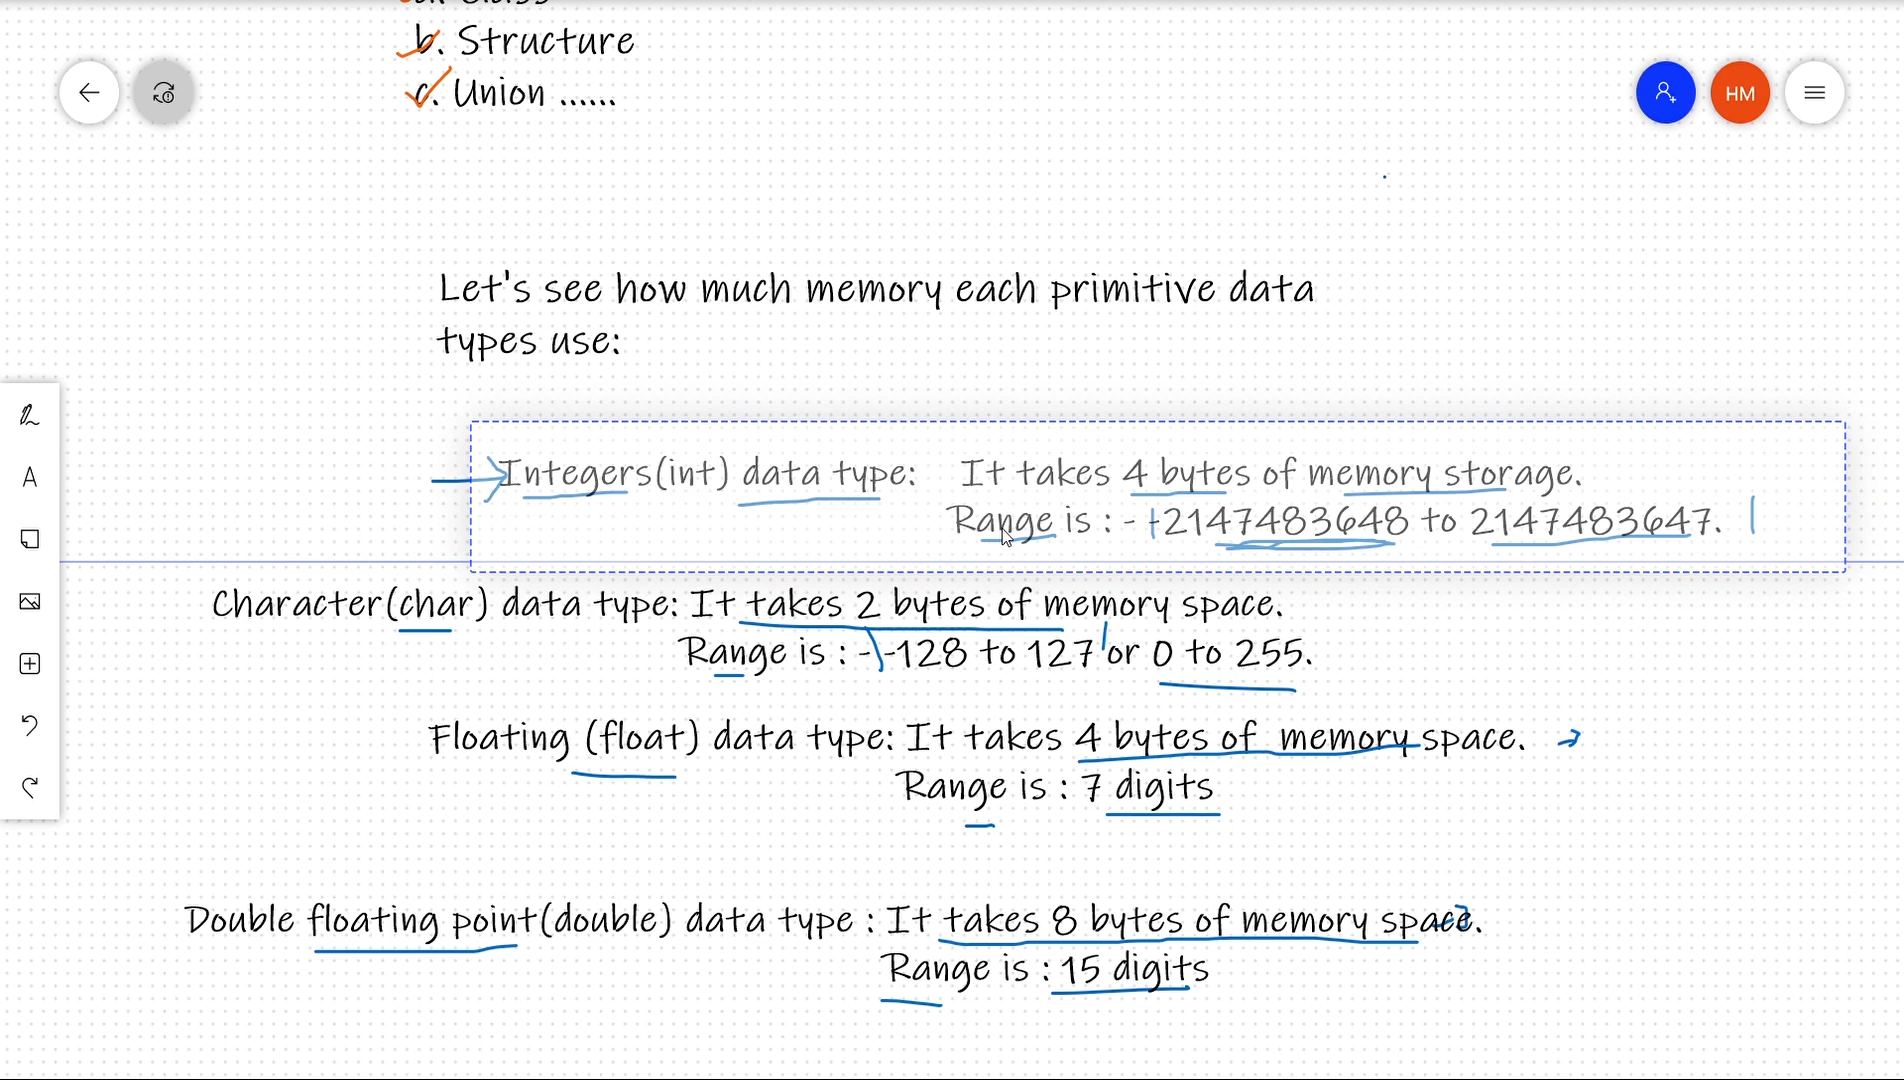 b. Structure
c. Union ......
HM
Let's see how much memory each primitive data
types use:
Integers(int) data type: It takes 4 bytes of memory storage.
Range is : - -2147483648 to 2147483647.
A
Character(char) data type: It takes 2 bytes of memory space.
Range is : - -128 to 127 or 0 to 255.
Floating (float) data type: It takes 4 bytes of memory space.
Range is : 7 digits
Double floating point(double) data type : It takes 8 bytes of memory space.
Range is : 15 digits